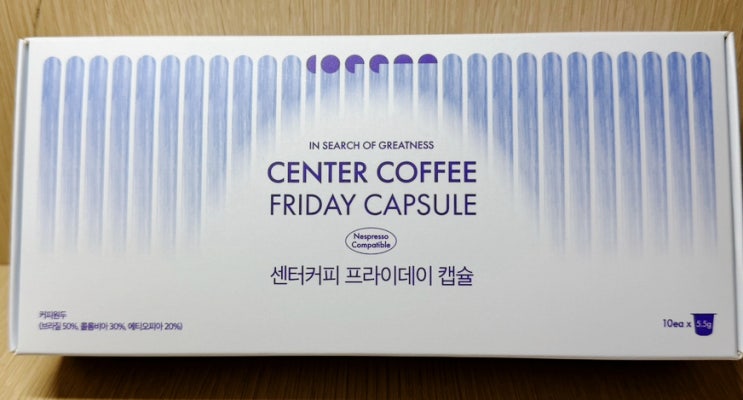 IN SEARCH OF GREATNESS
CENTER COFFEE
FRIDAY CAPSULE
Nespresso
Compatible
센터커피 프라이데이 캡슐
커피원두
(브라질 50%, 콜롬비아 30%, 에티오피아 20%)
10ea x 5.5g